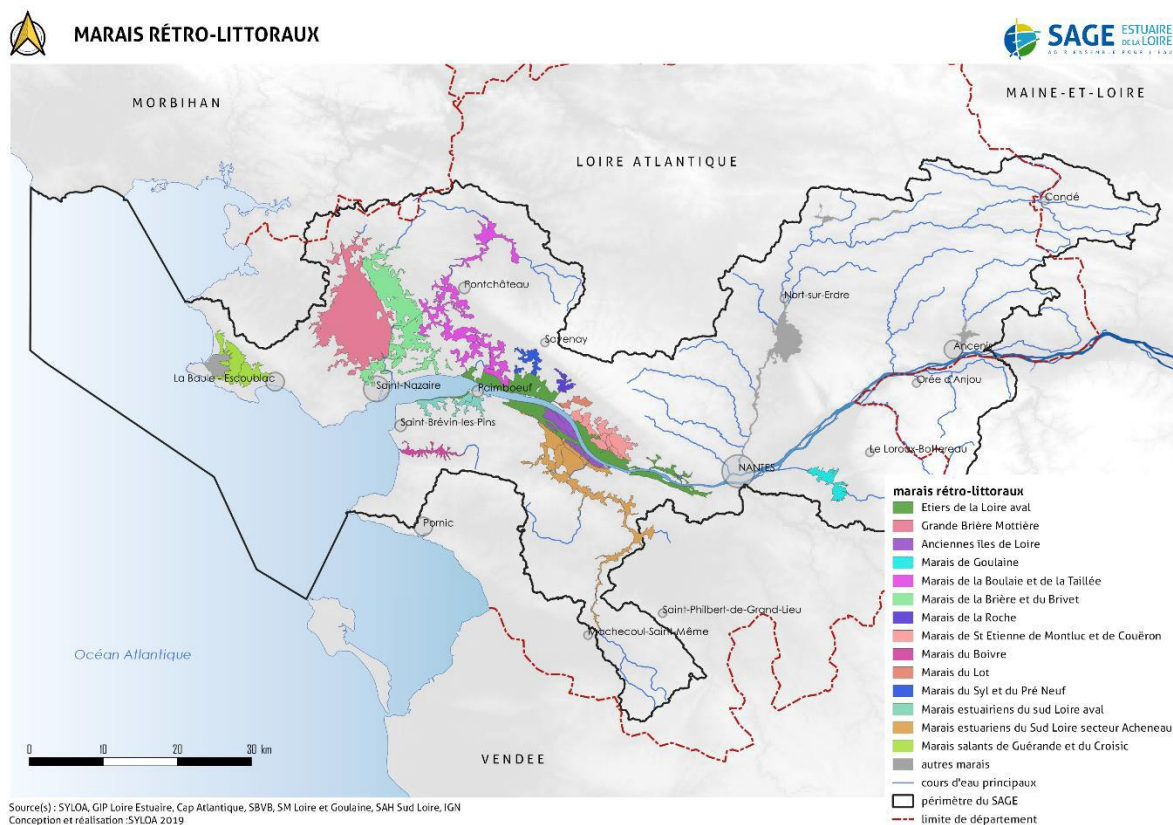 MARAIS RÉTRO-LITTORAUX
SAGE ESTUAIRE DE LA LOIRE
AGIR ENSEMBLE POUR L'EAU
MORBIHAN
MAINE-ET-LOIRE
LOIRE ATLANTIQUE
Condé
Pontchâteau
Nort-sur-Erdre
Savenay
Ancenis
La Baule - Escoublac
Saint-Nazaire
Paimboeuf
Orée d'Anjou
Saint-Brévin-les-Pins
Le Loroux-Bottereau
NANTES
Pornic
Saint-Philbert-de-Grand-Lieu
Machecoul-Saint-Même
Océan Atlantique
VENDEE
0 10 20 30 km
marais rétro-littoraux
Etiers de la Loire aval
Grande Brière Mottière
Anciennes îles de Loire
Marais de Goulaine
Marais de la Boulaie et de la Taillée
Marais de la Brière et du Brivet
Marais de la Roche
Marais de St Etienne de Montluc et de Couëron
Marais du Boivre
Marais du Lot
Marais du Syl et du Pré Neuf
Marais estuairiens du sud Loire aval
Marais estuariens du Sud Loire secteur Acheneau
Marais salants de Guérande et du Croisic
autres marais
cours d'eau principaux
périmètre du SAGE
limite de département
Source(s) : SYLOA, GIP Loire Estuaire, Cap Atlantique, SBVB, SM Loire et Goulaine, SAH Sud Loire, IGN
Conception et réalisation :SYLOA 2019